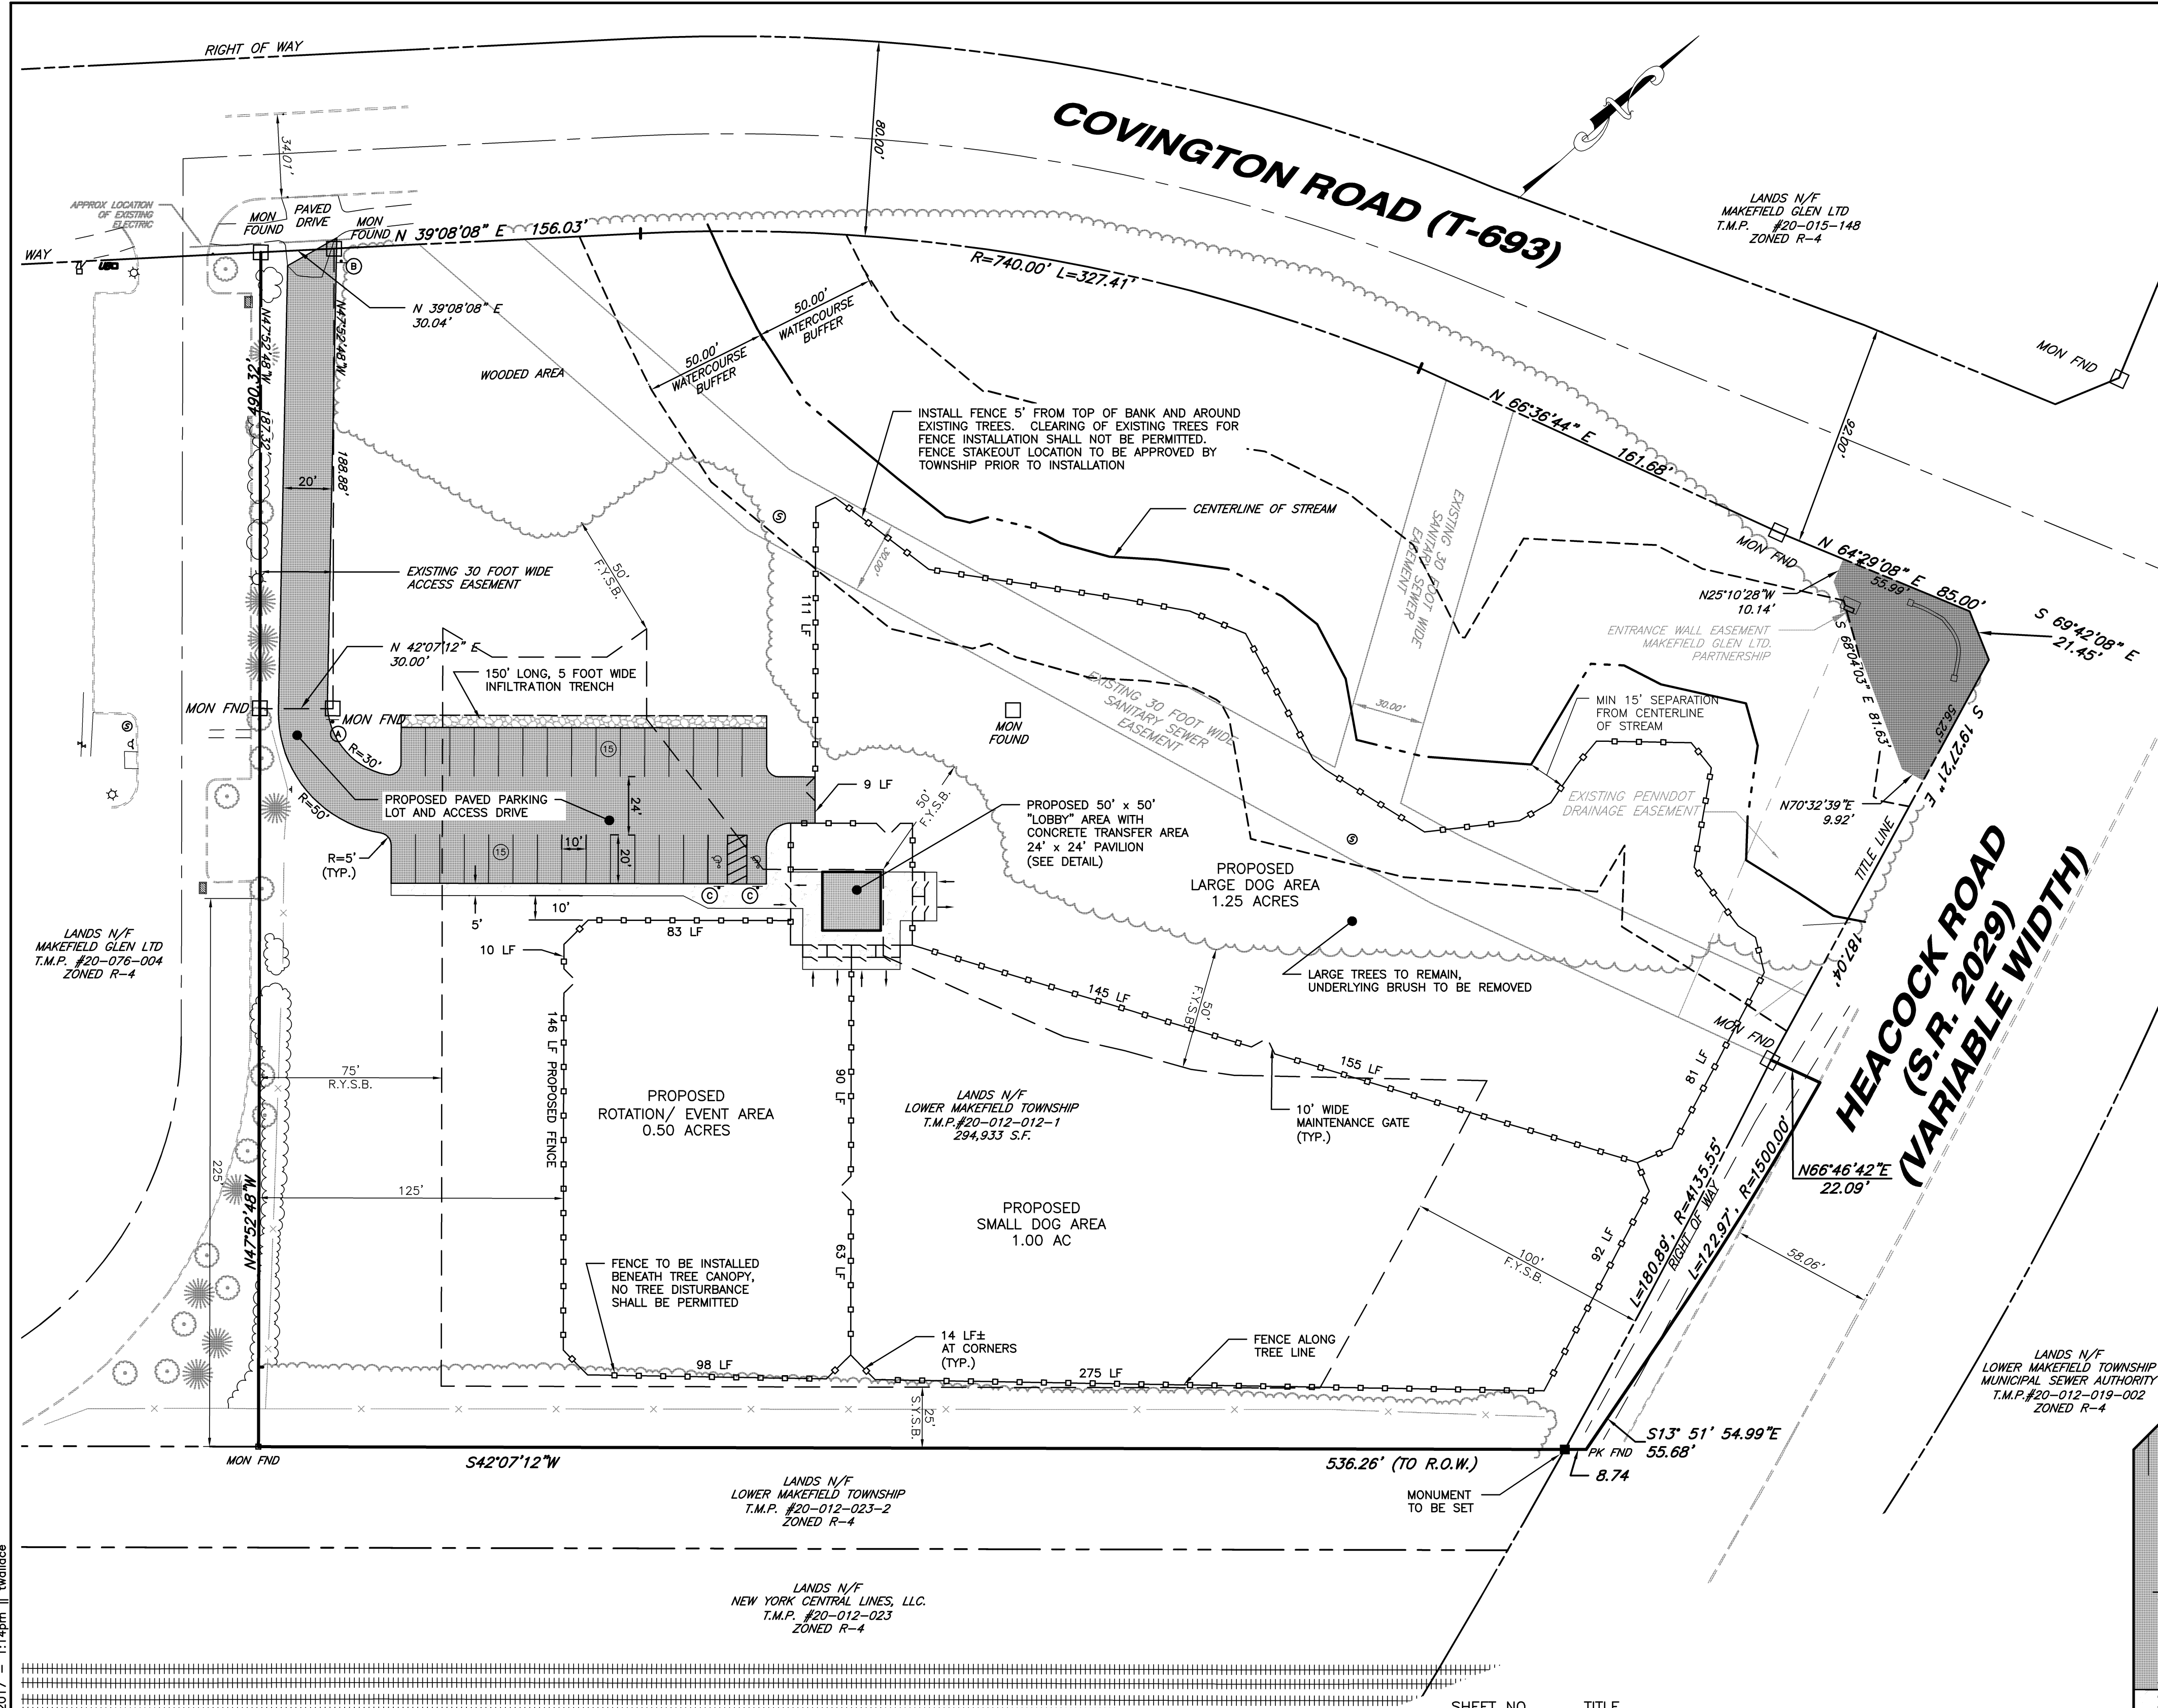 RIGHT OF WAY
COVINGTON ROAD (T-693)
80.00'
34.01'
LANDS N/F
MAKEFIELD GLEN LTD
T.M.P. #20-015-148
ZONED R-4
APPROX LOCATION
OF EXISTING
ELECTRIC
MON
FOUND
PAVED
DRIVE
MON
FOUND
N 39°08'08" E 156.03'
WAY
B
R=740.00' L=327.41'
N 39°08'08" E
30.04'
50.00'
WATERCOURSE
BUFFER
50.00'
WATERCOURSE
BUFFER
MON FND
N47°52'48"W
490.32'
N47°52'48"W
187.32'
188.88'
WOODED AREA
N 66°36'44" E
161.68'
92.00'
INSTALL FENCE 5' FROM TOP OF BANK AND AROUND
EXISTING TREES. CLEARING OF EXISTING TREES FOR
FENCE INSTALLATION SHALL NOT BE PERMITTED.
FENCE STAKEOUT LOCATION TO BE APPROVED BY
TOWNSHIP PRIOR TO INSTALLATION
20'
S
CENTERLINE OF STREAM
EXISTING 30 FOOT WIDE
SANITARY SEWER
EASEMENT
MON FND
N 64°29'08" E
85.00'
55.99'
30.00'
EXISTING 30 FOOT WIDE
ACCESS EASEMENT
50'
F.Y.S.B.
111 LF
N25°10'28"W
10.14'
S 69°42'08" E
21.45'
ENTRANCE WALL EASEMENT
MAKEFIELD GLEN LTD.
PARTNERSHIP
S 68°04'03" E 81.63'
N 42°07'12" E
30.00'
150' LONG, 5 FOOT WIDE
INFILTRATION TRENCH
EXISTING 30 FOOT WIDE
SANITARY SEWER
EASEMENT
30.00'
MIN 15' SEPARATION
FROM CENTERLINE
OF STREAM
56.25'
S 19°27'21" E
MON FND
MON FND
A
R=30'
15
MON
FOUND
S
R=50'
PROPOSED PAVED PARKING
LOT AND ACCESS DRIVE
24'
9 LF
50'
F.Y.S.B.
PROPOSED 50' x 50'
"LOBBY" AREA WITH
CONCRETE TRANSFER AREA
24' x 24' PAVILION
(SEE DETAIL)
EXISTING PENNDOT
DRAINAGE EASEMENT
N70°32'39"E
9.92'
TITLE LINE
S
R=5'
(TYP.)
15
10'
20'
C
C
PROPOSED
LARGE DOG AREA
1.25 ACRES
HEACOCK ROAD
(S.R. 2029)
(VARIABLE WIDTH)
5'
10'
83 LF
10 LF
LANDS N/F
MAKEFIELD GLEN LTD
T.M.P. #20-076-004
ZONED R-4
187.04'
LARGE TREES TO REMAIN,
UNDERLYING BRUSH TO BE REMOVED
145 LF
50'
F.Y.S.B.
MON FND
146 LF PROPOSED FENCE
75'
R.Y.S.B.
90 LF
155 LF
81 LF
PROPOSED
ROTATION/ EVENT AREA
0.50 ACRES
LANDS N/F
LOWER MAKEFIELD TOWNSHIP
T.M.P.#20-012-012-1
294,933 S.F.
10' WIDE
MAINTENANCE GATE
(TYP.)
225'
N47°52'48"W
125'
N66°46'42"E
22.09'
PROPOSED
SMALL DOG AREA
1.00 AC
63 LF
92 LF
100'
F.Y.S.B.
L=180.89', R=4135.55'
RIGHT OF WAY
L=122.97', R=1500.00'
58.06'
FENCE TO BE INSTALLED
BENEATH TREE CANOPY,
NO TREE DISTURBANCE
SHALL BE PERMITTED
14 LF±
AT CORNERS
(TYP.)
FENCE ALONG
TREE LINE
98 LF
275 LF
LANDS N/F
LOWER MAKEFIELD TOWNSHIP
MUNICIPAL SEWER AUTHORITY
T.M.P.#20-012-019-002
ZONED R-4
25'
S.Y.S.B.
S13° 51' 54.99"E
55.68'
PK FND
8.74
MON FND
S42°07'12"W
536.26' (TO R.O.W.)
MONUMENT
TO BE SET
LANDS N/F
LOWER MAKEFIELD TOWNSHIP
T.M.P. #20-012-023-2
ZONED R-4
LANDS N/F
NEW YORK CENTRAL LINES, LLC.
T.M.P. #20-012-023
ZONED R-4
2017 - 1:14pm || twallace
SHEET NO. TITLE